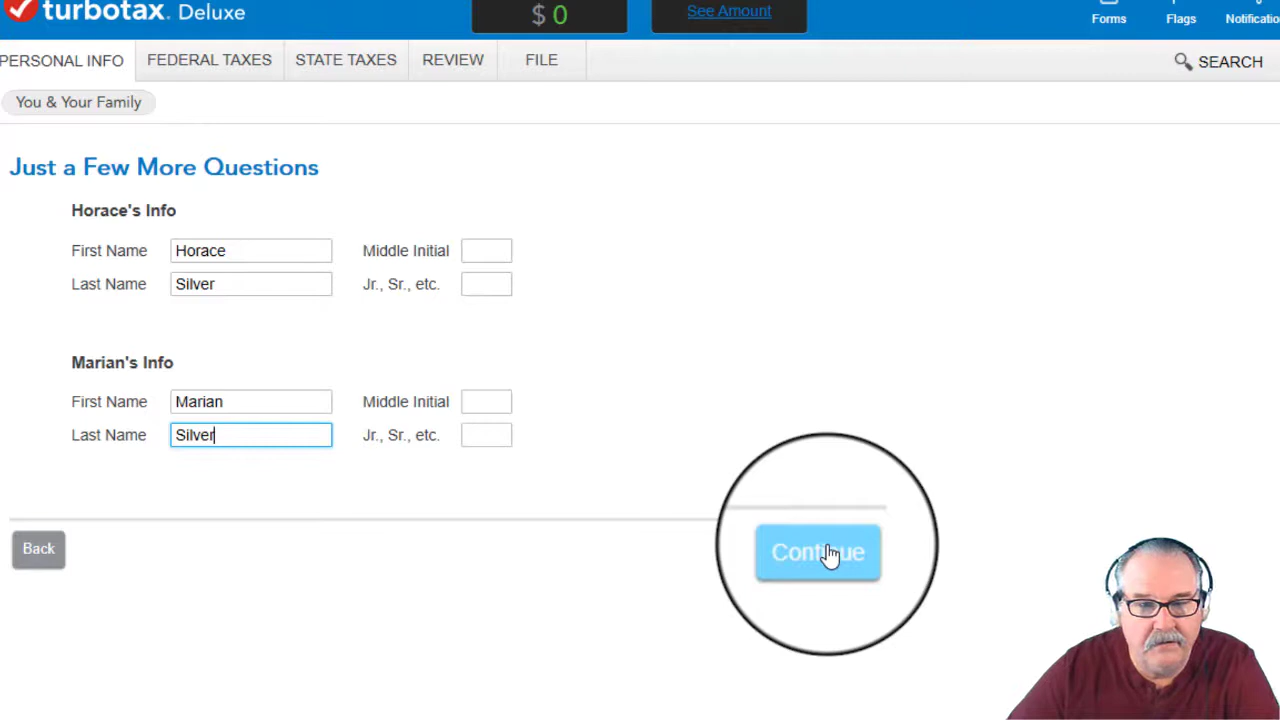 turbotax. Deluxe
$ 0
See Amount
Forms
Flags
Notificatio
PERSONAL INFO
FEDERAL TAXES
STATE TAXES
REVIEW
FILE
SEARCH
You & Your Family
Just a Few More Questions
Horace's Info
First Name Horace Middle Initial
Last Name Silver Jr., Sr., etc.
Marian's Info
First Name Marian Middle Initial
Last Name Silver Jr., Sr., etc.
Back
Continue